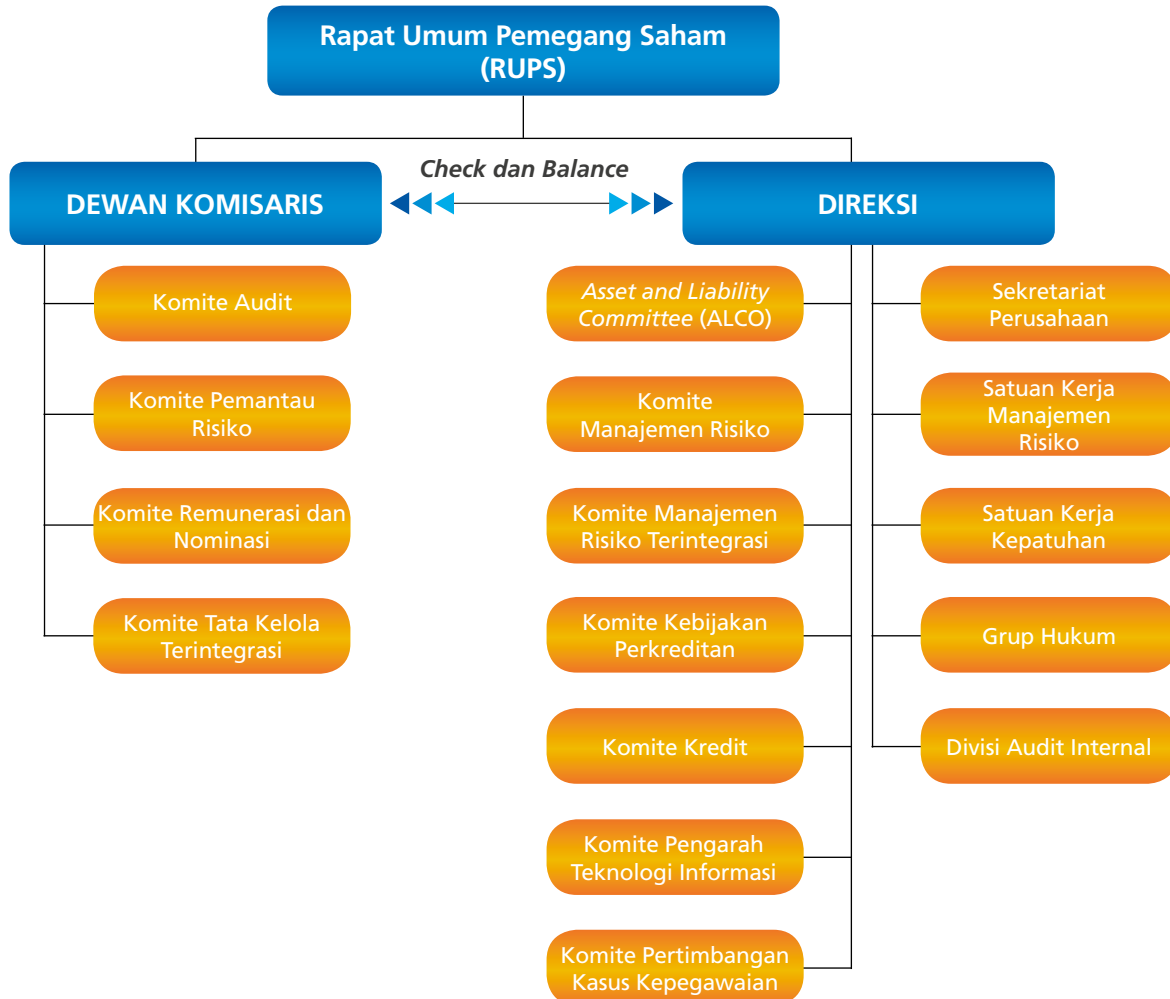 Rapat Umum Pemegang Saham
(RUPS)
Check dan Balance
DEWAN KOMISARIS
DIREKSI
Komite Audit
Komite Pemantau
Risiko
Komite Remunerasi dan
Nominasi
Komite Tata Kelola
Terintegrasi
Asset and Liability
Committee (ALCO)
Komite
Manajemen Risiko
Komite Manajemen
Risiko Terintegrasi
Komite Kebijakan
Perkreditan
Komite Kredit
Komite Pengarah
Teknologi Informasi
Komite Pertimbangan
Kasus Kepegawaian
Sekretariat
Perusahaan
Satuan Kerja
Manajemen
Risiko
Satuan Kerja
Kepatuhan
Grup Hukum
Divisi Audit Internal